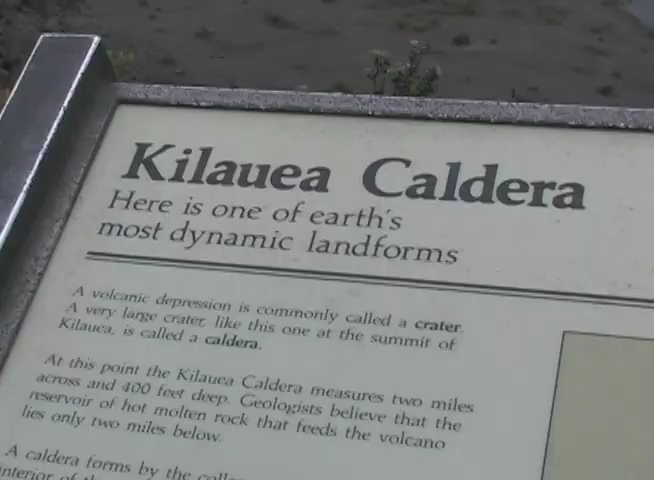 Kilauea Caldera
Here is one of earth's
most dynamic landforms
A volcanic depression is commonly called a crater.
A very large crater, like this one at the summit of
Kilauea, is called a caldera.
At this point the Kilauea Caldera measures two miles
across and 400 feet deep. Geologists believe that the
reservoir of hot molten rock that feeds the volcano
lies only two miles below.
A caldera forms by the
interior of